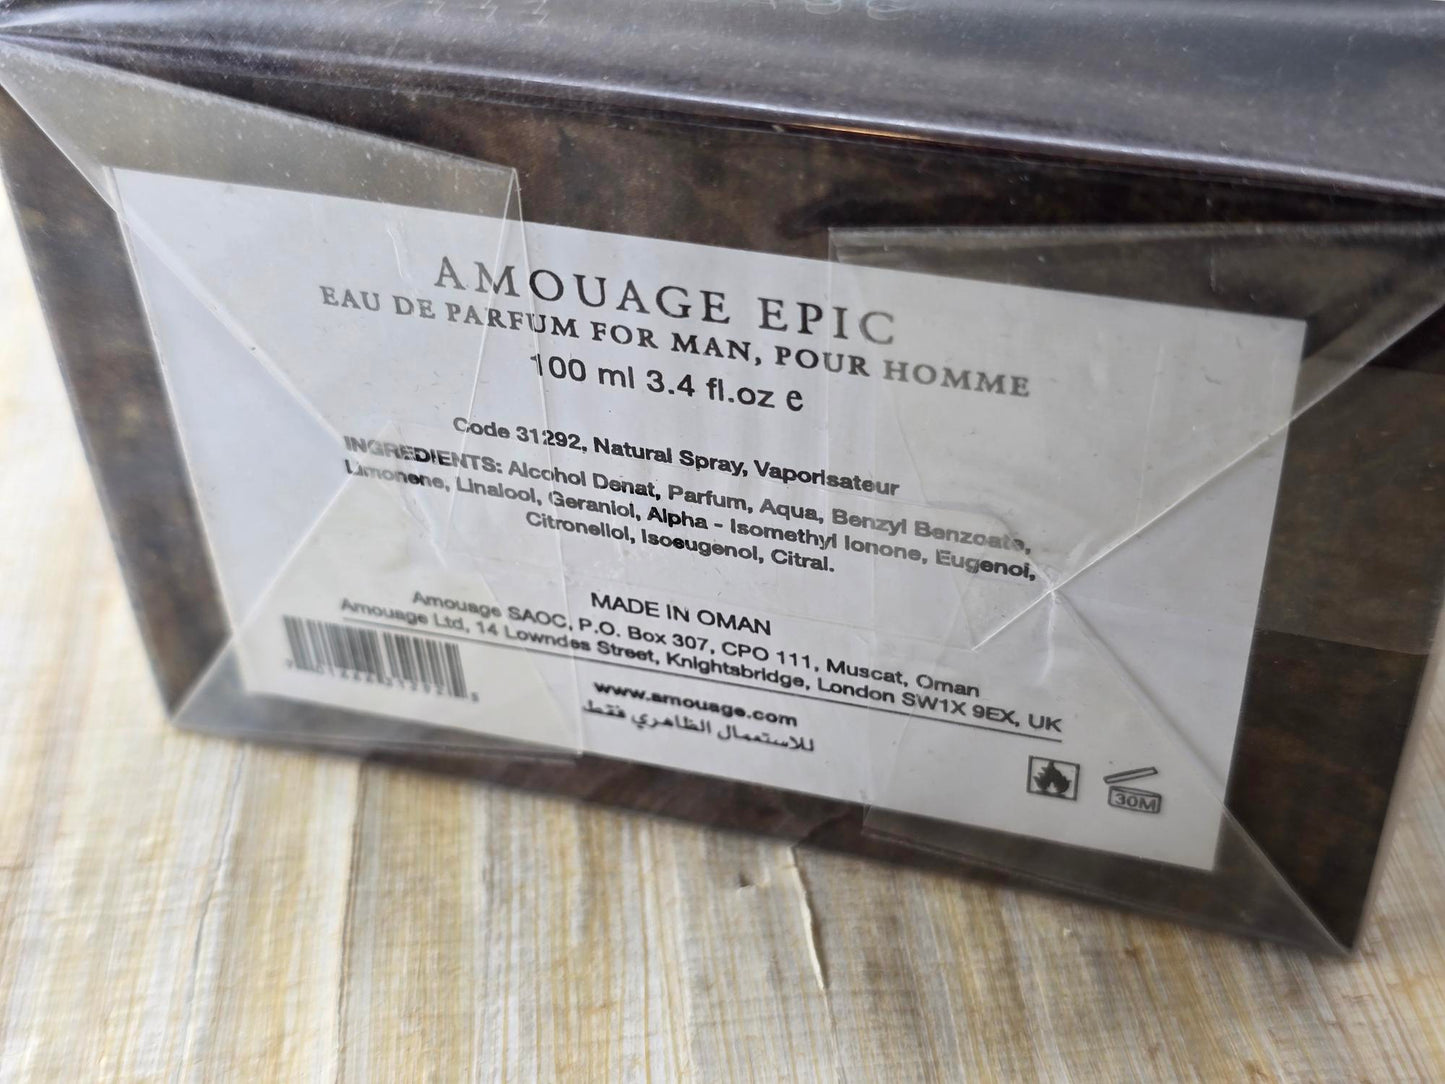 AMOUAGE EPIC
EAU DE PARFUM FOR MAN, POUR HOMME
100 ml 3.4 fl.oz e
Code 31292, Natural Spray, Vaporisateur
INGREDIENTS: Alcohol Denat, Parfum, Aqua, Benzyl Benzoate,
Limonene, Linalool, Geraniol, Alpha - Isomethyl Ionone, Eugenol,
Citronellol, Isoeugenol, Citral.
MADE IN OMAN
Amouage SAOC, P.O. Box 307, CPO 111, Muscat, Oman
Amouage Ltd, 14 Lowndes Street, Knightsbridge, London SW1X 9EX, UK
www.amouage.com
للاستعمال الظاهري فقط
30M